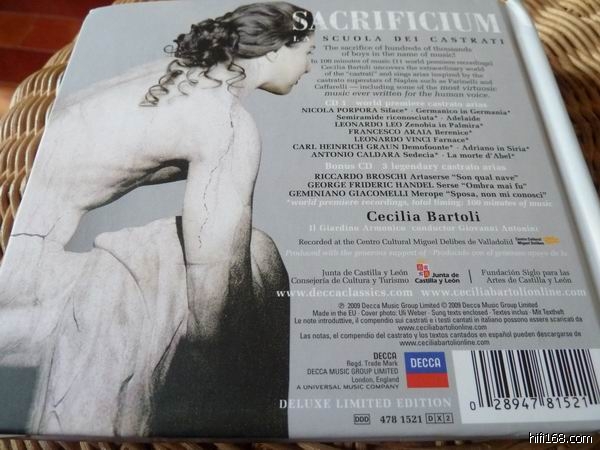 SACRIFICIUM
LA SCUOLA DEI CASTRATI
The sacrifice of hundreds of thousands
of boys in the name of music!
In 100 minutes of music (11 world premiere recordings)
Cecilia Bartoli uncovers the extraordinary world
of the "castrati" and sings arias inspired by the
castrato superstars of Naples such as Farinelli and
Caffarelli — including some of the most virtuosic
music ever written for the human voice.
CD 1 world premiere castrato arias
NICOLA PORPORA Siface* · Germanico in Germania*
Semiramide riconosciuta* · Adelaide
LEONARDO LEO Zenobia in Palmira*
FRANCESCO ARAIA Berenice*
LEONARDO VINCI Farnace*
CARL HEINRICH GRAUN Demofoonte* · Adriano in Siria*
ANTONIO CALDARA Sedecia* · La morte d'Abel*
Bonus CD 3 legendary castrato arias
RICCARDO BROSCHI Artaserse "Son qual nave"
GEORGE FRIDERIC HANDEL Serse "Ombra mai fu"
GEMINIANO GIACOMELLI Merope "Sposa, non mi conosci"
*world premiere recordings, total timing: 100 minutes of music
Cecilia Bartoli
Il Giardino Armonico conductor Giovanni Antonini
Recorded at the Centro Cultural Miguel Delibes de Valladolid
Centro Cultural
Miguel Delibes
Produced with the generous support of · Producido con el generoso apoyo de la
Junta de Castilla y León
Consejería de Cultura y Turismo
Junta de
Castilla y León
Fundación Siglo para las
Artes de Castilla y León
www.deccaclassics.com www.ceciliabartolionline.com
℗ 2009 Decca Music Group Limited © 2009 Decca Music Group Limited
Made in the EU · Cover photo: Uli Weber · Sung texts enclosed · Textes inclus · Mit Textheft
Le note introduttive, il compendio sui castrati e i testi cantati in italiano possono essere scaricati da
www.ceciliabartolionline.com
Las notas, el compendio del castrato y los textos cantados en español pueden descargarse de
www.ceciliabartolionline.com
DECCA
Regd. Trade Mark
DECCA MUSIC GROUP LIMITED
London, England
A UNIVERSAL MUSIC COMPANY
DECCA
DELUXE LIMITED EDITION
DDD 478 1521 DX2
0 28947 81521
hifi168.com